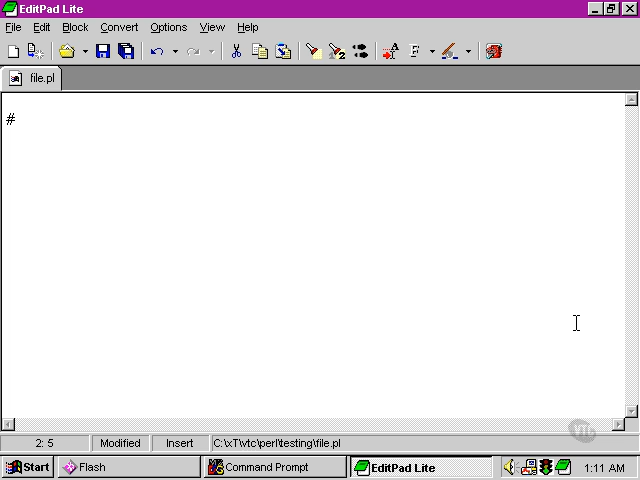 EditPad Lite
File Edit Block Convert Options View Help
file.pl
#
2: 5 Modified Insert C:\xT\vtc\perl\testing\file.pl
VTC
Start Flash Command Prompt EditPad Lite 1:11 AM